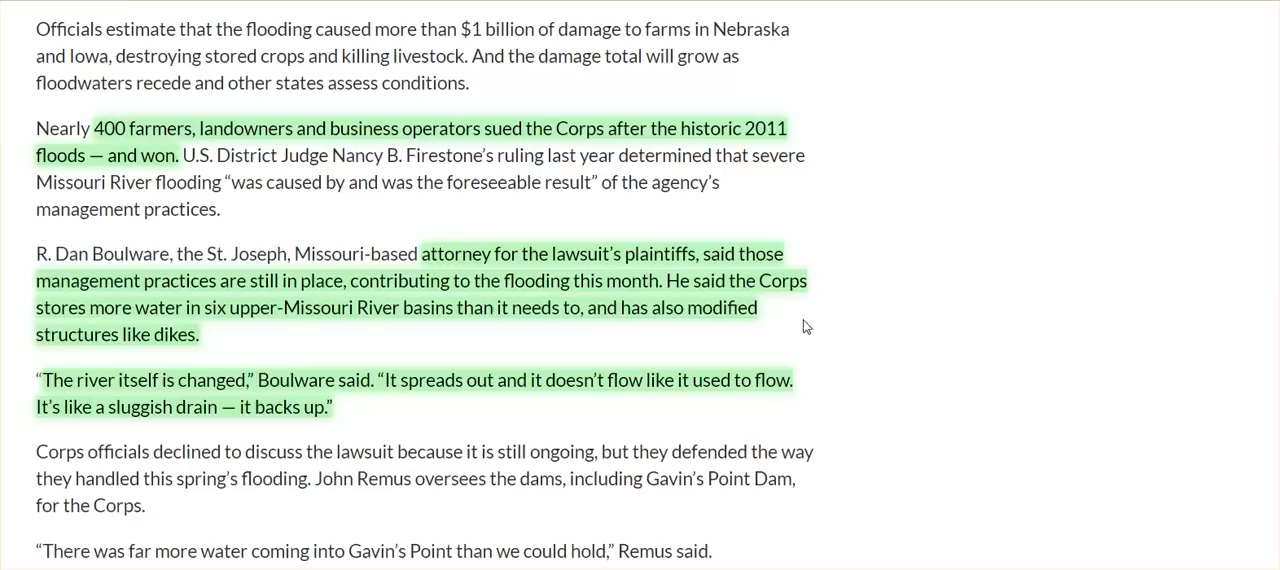 Officials estimate that the flooding caused more than $1 billion of damage to farms in Nebraska
and Iowa, destroying stored crops and killing livestock. And the damage total will grow as
floodwaters recede and other states assess conditions.
Nearly 400 farmers, landowners and business operators sued the Corps after the historic 2011
floods — and won. U.S. District Judge Nancy B. Firestone’s ruling last year determined that severe
Missouri River flooding “was caused by and was the foreseeable result” of the agency’s
management practices.
R. Dan Boulware, the St. Joseph, Missouri-based attorney for the lawsuit’s plaintiffs, said those
management practices are still in place, contributing to the flooding this month. He said the Corps
stores more water in six upper-Missouri River basins than it needs to, and has also modified
structures like dikes.
“The river itself is changed,” Boulware said. “It spreads out and it doesn’t flow like it used to flow.
It’s like a sluggish drain — it backs up.”
Corps officials declined to discuss the lawsuit because it is still ongoing, but they defended the way
they handled this spring’s flooding. John Remus oversees the dams, including Gavin’s Point Dam,
for the Corps.
“There was far more water coming into Gavin’s Point than we could hold,” Remus said.